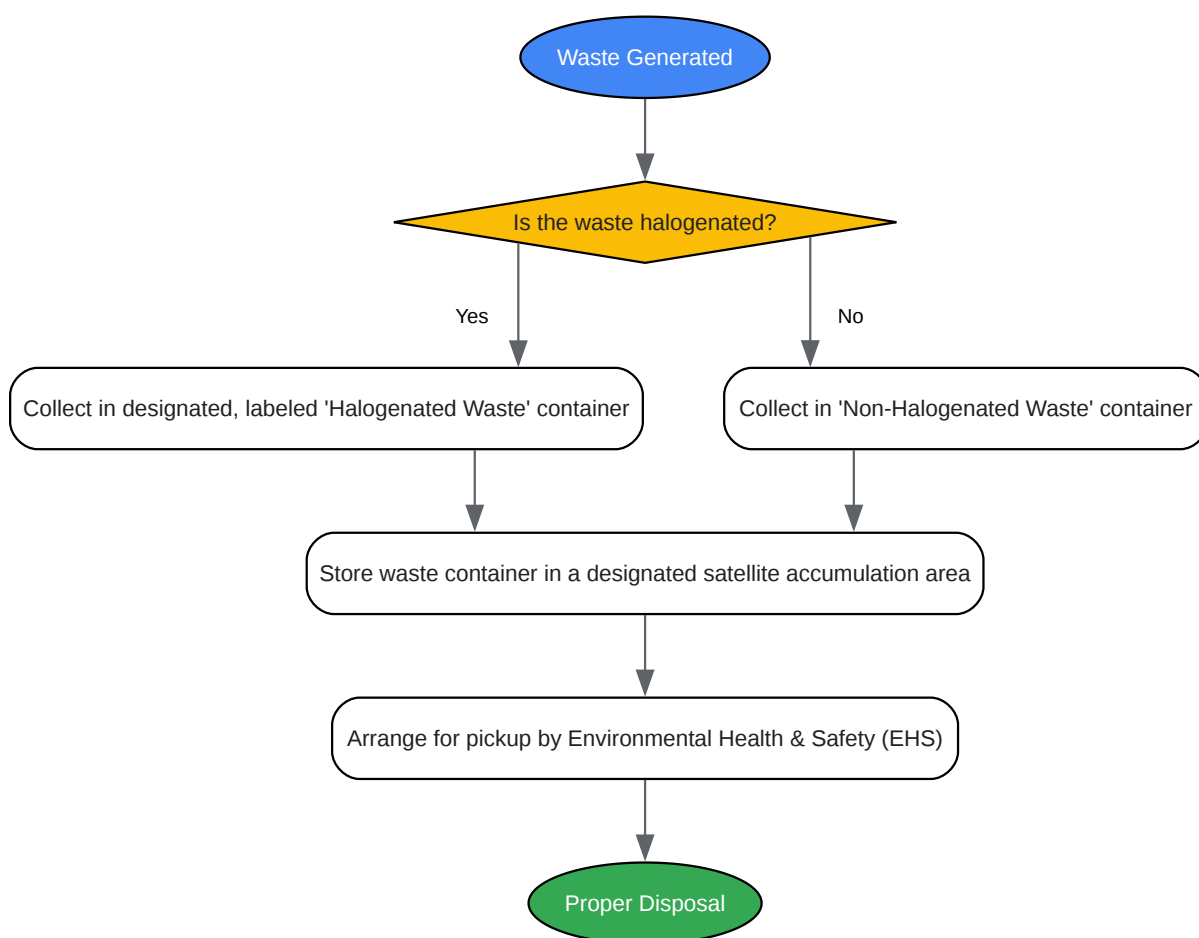 Waste Generated
Is the waste halogenated?
Yes
No
Collect in designated, labeled 'Halogenated Waste' container
Collect in 'Non-Halogenated Waste' container
Store waste container in a designated satellite accumulation area
Arrange for pickup by Environmental Health & Safety (EHS)
Proper Disposal